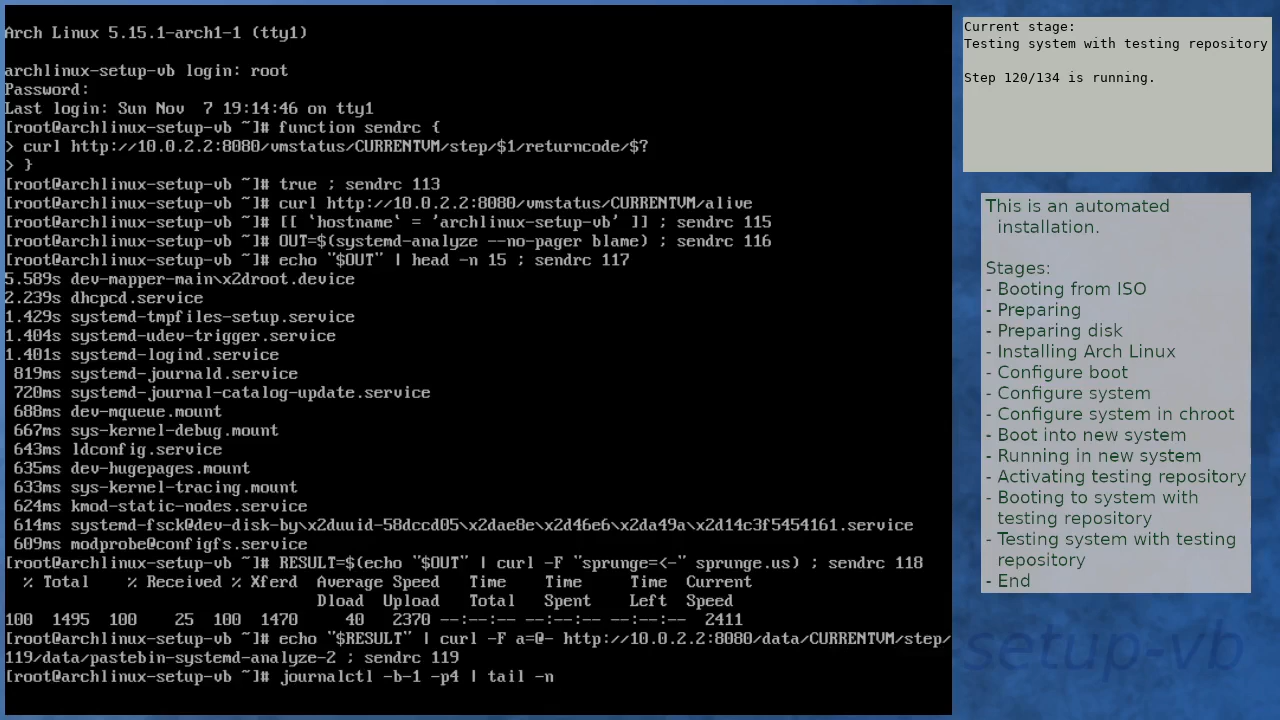 Arch Linux 5.15.1-arch1-1 (tty1)
archlinux-setup-vb login: root
Password:
Last login: Sun Nov  7 19:14:46 on tty1
[root@archlinux-setup-vb ~]# function sendrc {
> curl http://10.0.2.2:8080/vmstatus/CURRENTVM/step/$1/returncode/$?
> }
[root@archlinux-setup-vb ~]# true ; sendrc 113
[root@archlinux-setup-vb ~]# curl http://10.0.2.2:8080/vmstatus/CURRENTVM/alive
[root@archlinux-setup-vb ~]# [[ `hostname` = 'archlinux-setup-vb' ]] ; sendrc 115
[root@archlinux-setup-vb ~]# OUT=$(systemd-analyze --no-pager blame) ; sendrc 116
[root@archlinux-setup-vb ~]# echo "$OUT" | head -n 15 ; sendrc 117
5.589s dev-mapper-main\x2droot.device
2.239s dhcpcd.service
1.429s systemd-tmpfiles-setup.service
1.404s systemd-udev-trigger.service
1.401s systemd-logind.service
 819ms systemd-journald.service
 720ms systemd-journal-catalog-update.service
 688ms dev-mqueue.mount
 667ms sys-kernel-debug.mount
 643ms ldconfig.service
 635ms dev-hugepages.mount
 633ms sys-kernel-tracing.mount
 624ms kmod-static-nodes.service
 614ms systemd-fsck@dev-disk-by\x2duuid-58dccd05\x2dae8e\x2d46e6\x2da49a\x2d14c3f5454161.service
 609ms modprobe@configfs.service
[root@archlinux-setup-vb ~]# RESULT=$(echo "$OUT" | curl -F "sprunge=<-" sprunge.us) ; sendrc 118
  % Total    % Received % Xferd  Average Speed   Time    Time     Time  Current
                                 Dload  Upload   Total   Spent    Left  Speed
100  1495  100    25  100  1470     40   2370 --:--:-- --:--:-- --:--:--  2411
[root@archlinux-setup-vb ~]# echo "$RESULT" | curl -F a=@- http://10.0.2.2:8080/data/CURRENTVM/step/
119/data/pastebin-systemd-analyze-2 ; sendrc 119
[root@archlinux-setup-vb ~]# journalctl -b-1 -p4 | tail -n
Current stage:
Testing system with testing repository
Step 120/134 is running.
This is an automated
installation.
Stages:
- Booting from ISO
- Preparing
- Preparing disk
- Installing Arch Linux
- Configure boot
- Configure system
- Configure system in chroot
- Boot into new system
- Running in new system
- Activating testing repository
- Booting to system with
testing repository
- Testing system with testing
repository
- End
setup-vb